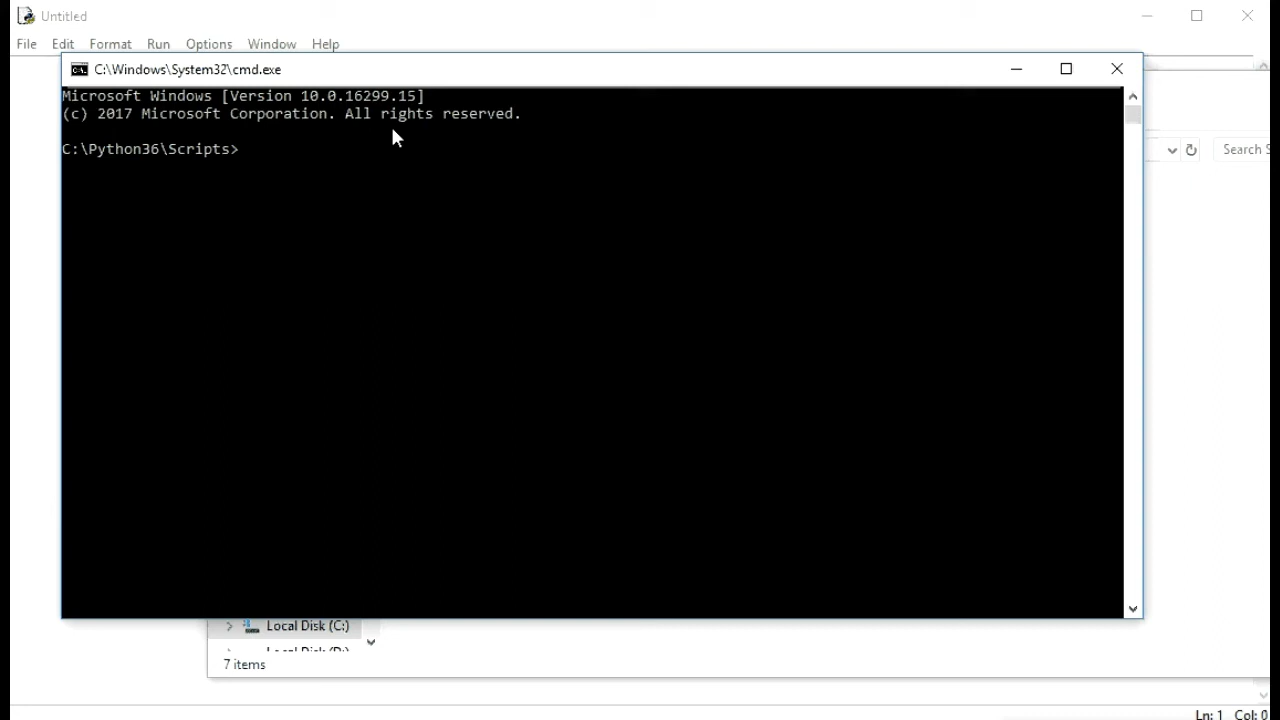 Untitled
File Edit Format Run Options Window Help
C:\Windows\System32\cmd.exe
Microsoft Windows [Version 10.0.16299.15]
(c) 2017 Microsoft Corporation. All rights reserved.
C:\Python36\Scripts>
Search S
Local Disk (C:)
7 items
Ln: 1 Col: 0